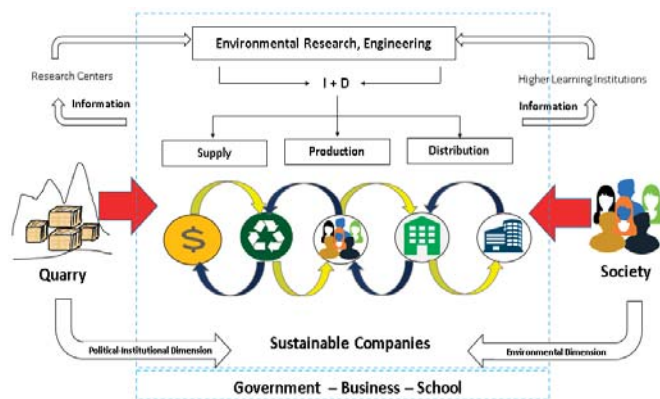 Environmental Research, Engineering
Research Centers
I + D
Higher Learning Institutions
Information
Information
Supply
Production
Distribution
$
Quarry
Society
Political-Institutional Dimension
Sustainable Companies
Environmental Dimension
Government – Business – School